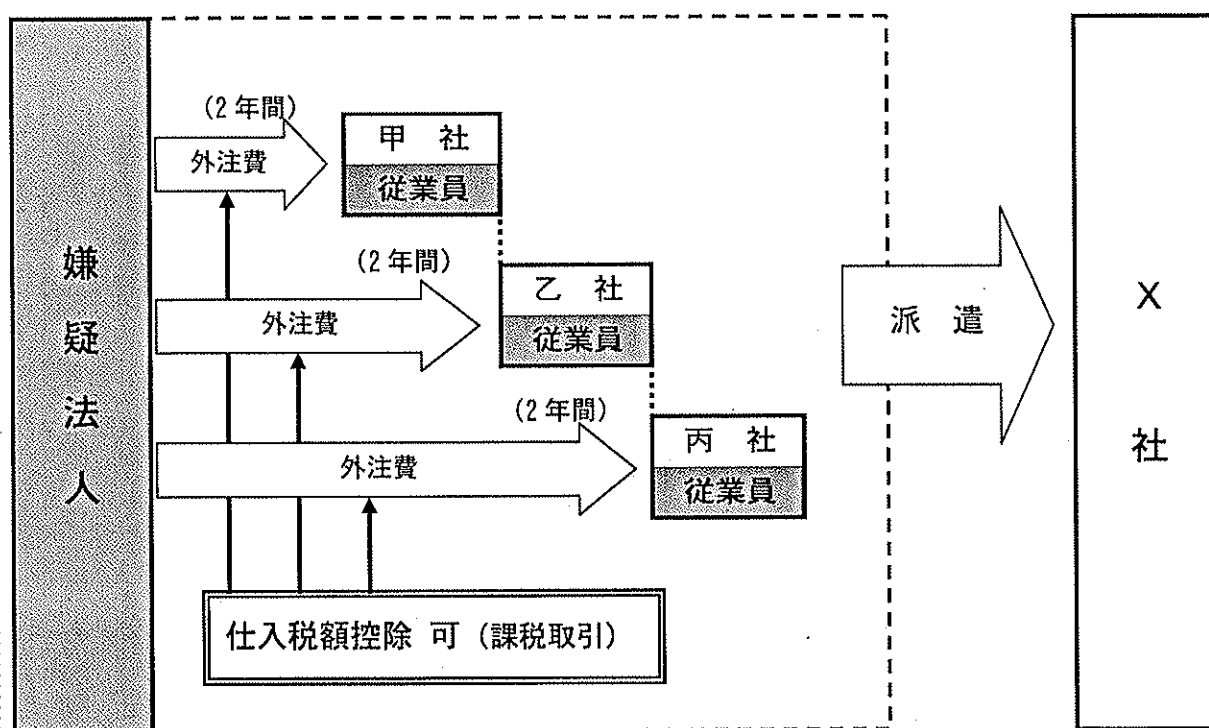 (2年間)
外注費
甲 社
従業員
(2年間)
外注費
乙 社
従業員
(2年間)
外注費
丙 社
従業員
嫌疑法人
派 遣
X社
仕入税額控除 可 (課税取引)